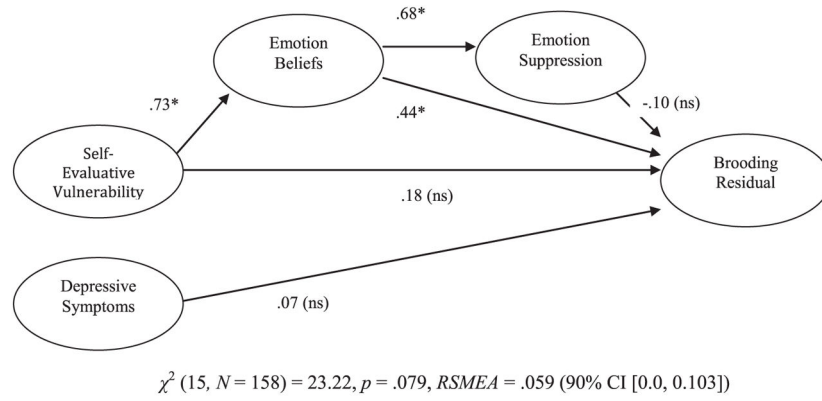 .68*
Emotion
Beliefs
Emotion
Suppression
.73*
.44*
-.10 (ns)
Self-
Evaluative
Vulnerability
Brooding
Residual
.18 (ns)
Depressive
Symptoms
.07 (ns)
χ² (15, N = 158) = 23.22, p = .079, RSMEA = .059 (90% CI [0.0, 0.103])